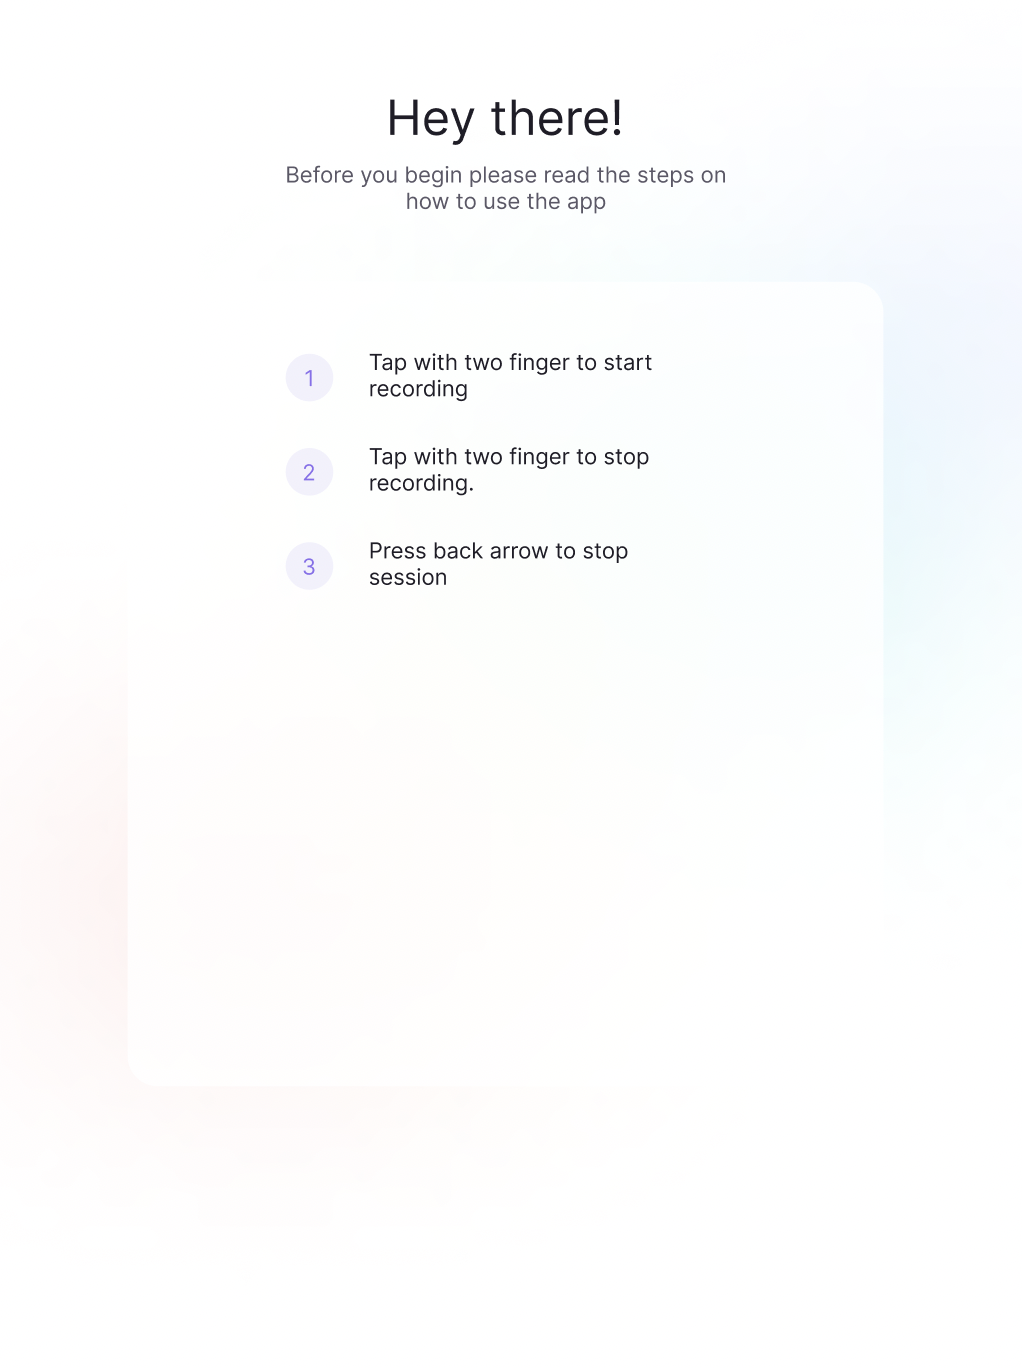 Hey there!
Before you begin please read the steps on
how to use the app
1
Tap with two finger to start
recording
2
Tap with two finger to stop
recording.
3
Press back arrow to stop
session